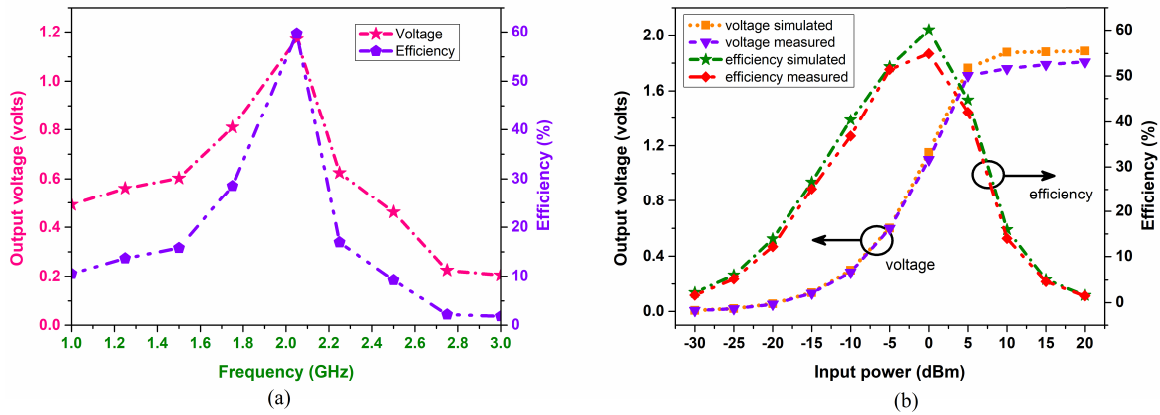 Voltage
Efficiency
Output voltage (volts)
1.2
1.0
0.8
0.6
0.4
0.2
0.0
60
50
40
30
20
10
0
Efficiency (%)
1.0 1.2 1.4 1.6 1.8 2.0 2.2 2.4 2.6 2.8 3.0
Frequency (GHz)
(a)
voltage simulated
voltage measured
efficiency simulated
efficiency measured
Output voltage (volts)
2.0
1.6
1.2
0.8
0.4
0.0
efficiency
voltage
60
50
40
30
20
10
0
Efficiency (%)
-30 -25 -20 -15 -10 -5 0 5 10 15 20
Input power (dBm)
(b)